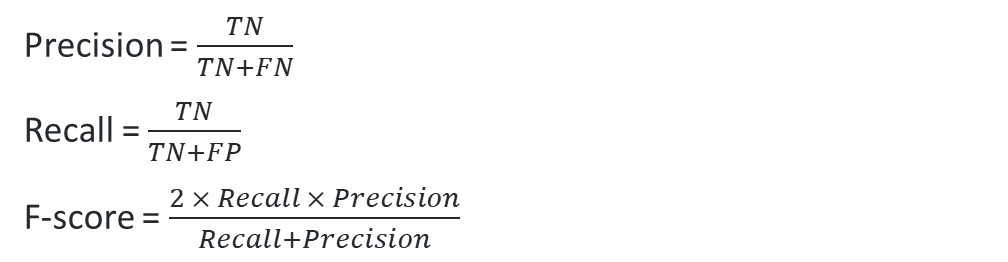 Precision = TN / TN+FN
Recall = TN / TN+FP
F-score = 2 × Recall × Precision / Recall+Precision